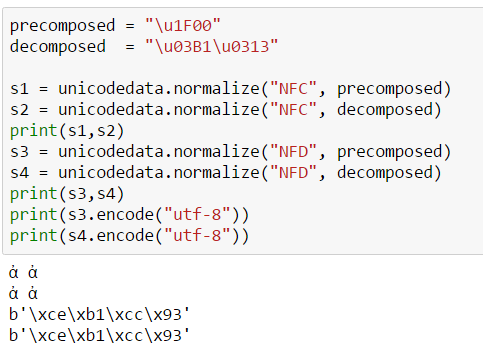 precomposed = "\u1F00"
decomposed  = "\u03B1\u0313"
s1 = unicodedata.normalize("NFC", precomposed)
s2 = unicodedata.normalize("NFC", decomposed)
print(s1,s2)
s3 = unicodedata.normalize("NFD", precomposed)
s4 = unicodedata.normalize("NFD", decomposed)
print(s3,s4)
print(s3.encode("utf-8"))
print(s4.encode("utf-8"))
ἀ ἀ
ἀ ἀ
b'\xce\xb1\xcc\x93'
b'\xce\xb1\xcc\x93'